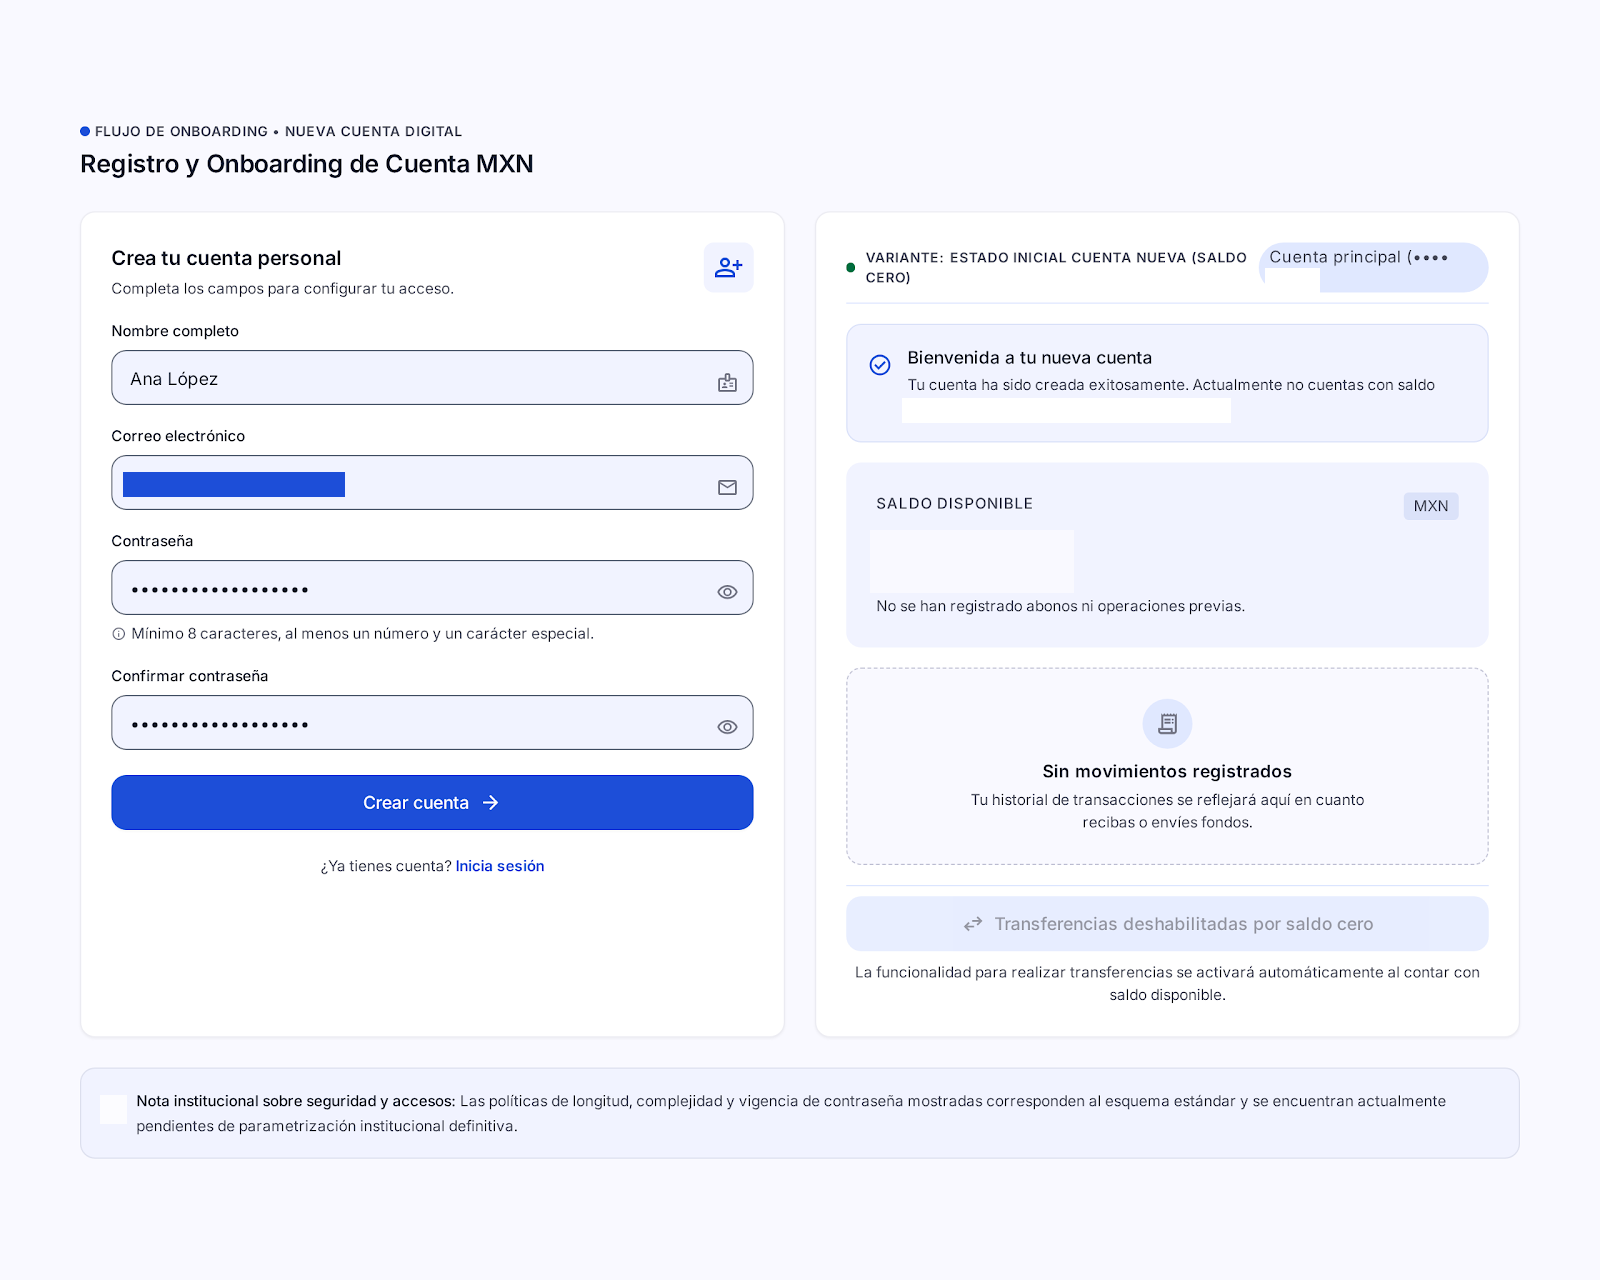 FLUJO DE ONBOARDING • NUEVA CUENTA DIGITAL
Registro y Onboarding de Cuenta MXN
Crea tu cuenta personal
Completa los campos para configurar tu acceso.
Nombre completo
Ana López
Correo electrónico
Contraseña
••••••••••••••••••
Mínimo 8 caracteres, al menos un número y un carácter especial.
Confirmar contraseña
••••••••••••••••••
Crear cuenta
¿Ya tienes cuenta? Inicia sesión
VARIANTE: ESTADO INICIAL CUENTA NUEVA (SALDO
CERO)
Cuenta principal (••••
Bienvenida a tu nueva cuenta
Tu cuenta ha sido creada exitosamente. Actualmente no cuentas con saldo
SALDO DISPONIBLE
MXN
No se han registrado abonos ni operaciones previas.
Sin movimientos registrados
Tu historial de transacciones se reflejará aquí en cuanto
recibas o envíes fondos.
Transferencias deshabilitadas por saldo cero
La funcionalidad para realizar transferencias se activará automáticamente al contar con
saldo disponible.
Nota institucional sobre seguridad y accesos: Las políticas de longitud, complejidad y vigencia de contraseña mostradas corresponden al esquema estándar y se encuentran actualmente
pendientes de parametrización institucional definitiva.